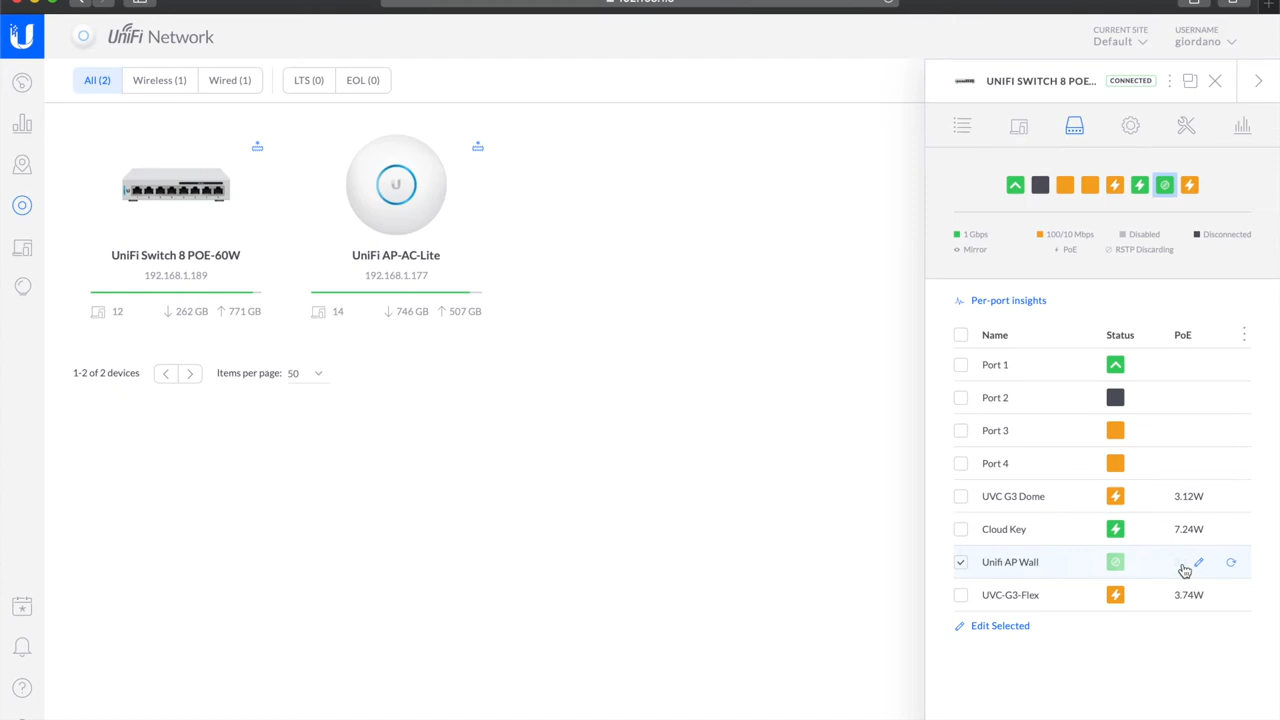 UniFi Network
CURRENT SITE
Default
USERNAME
giordano
All (2)
Wireless (1)
Wired (1)
LTS (0)
EOL (0)
UNIFI SWITCH 8 POE...
CONNECTED
U
UniFi Switch 8 POE-60W
192.168.1.189
12
262 GB
771 GB
UniFi AP-AC-Lite
192.168.1.177
14
746 GB
507 GB
1-2 of 2 devices
Items per page: 50
1 Gbps
100/10 Mbps
Disabled
Disconnected
Mirror
PoE
RSTP Discarding
Per-port insights
Name Status PoE
Port 1
Port 2
Port 3
Port 4
UVC G3 Dome 3.12W
Cloud Key 7.24W
Unifi AP Wall
UVC-G3-Flex 3.74W
Edit Selected